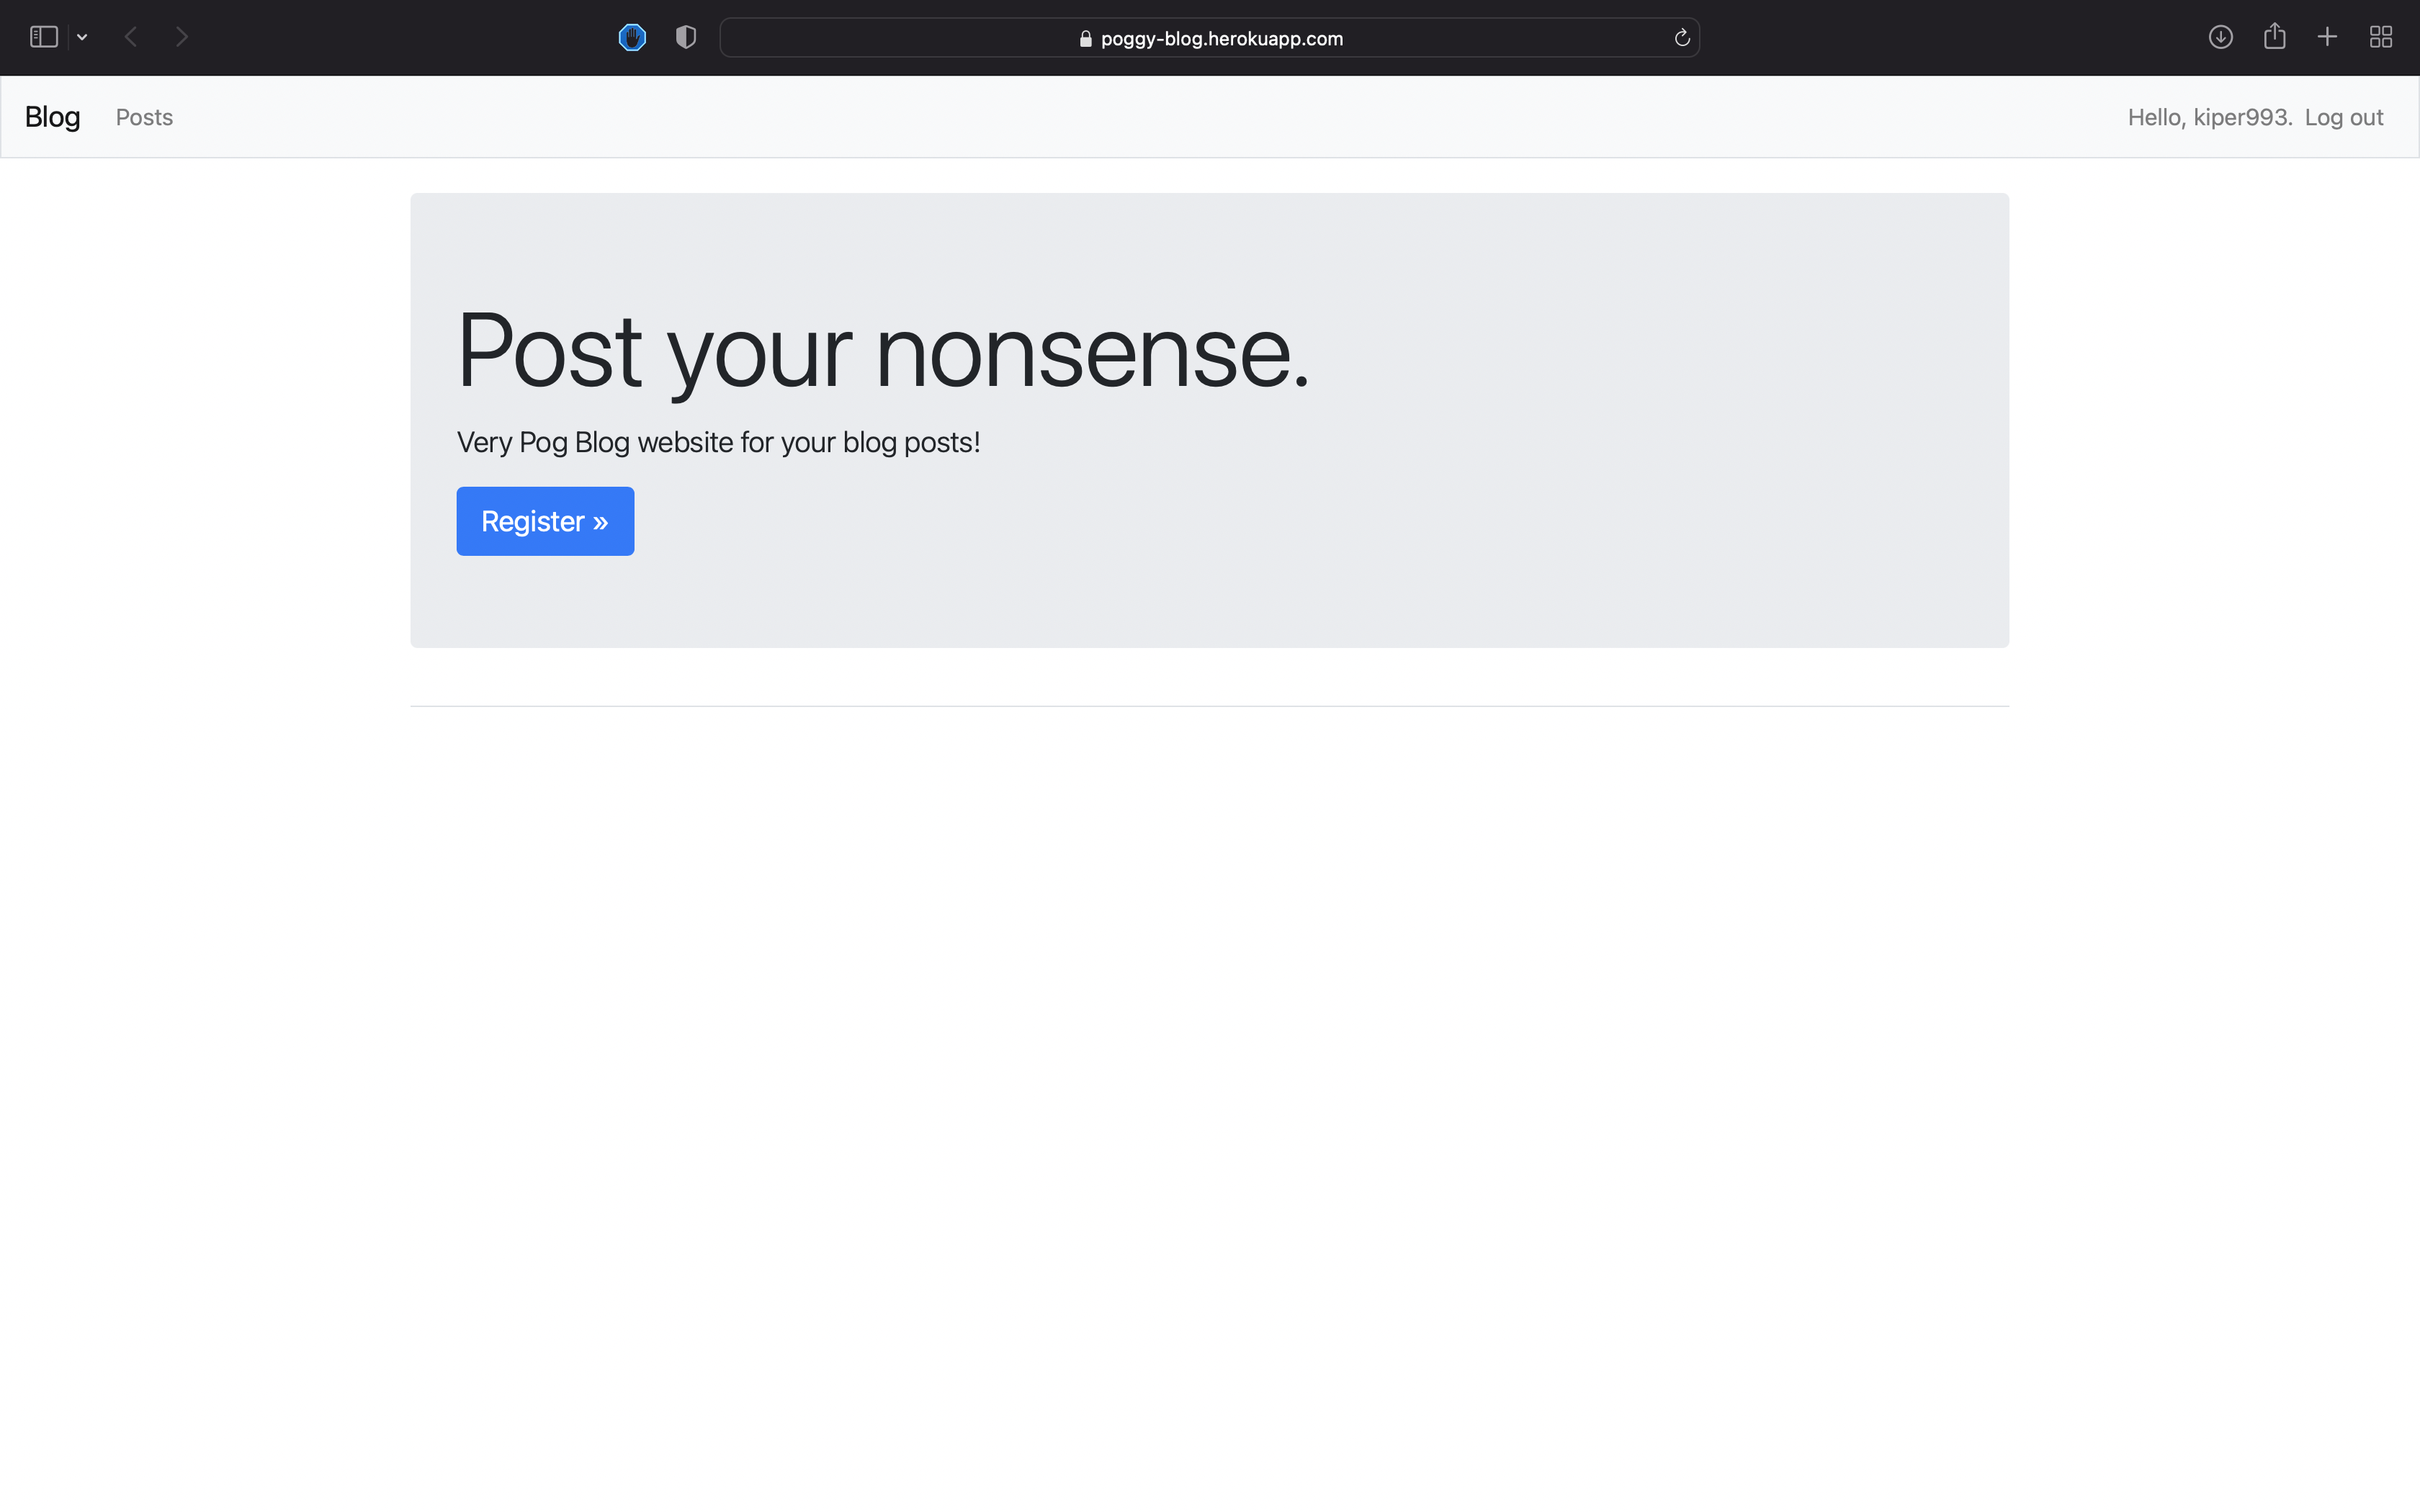 poggy-blog.herokuapp.com
Blog Posts Hello, kiper993. Log out
Post your nonsense.
Very Pog Blog website for your blog posts!
Register »